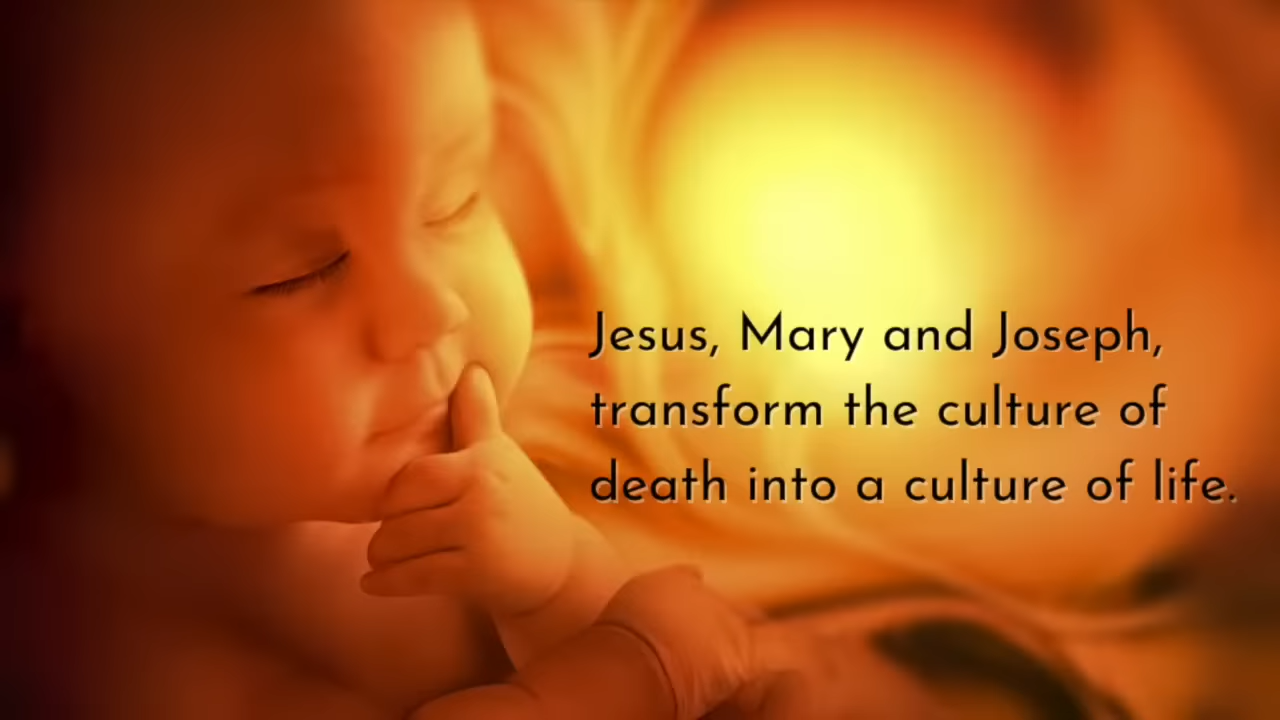 Jesus, Mary and Joseph,
transform the culture of
death into a culture of life.